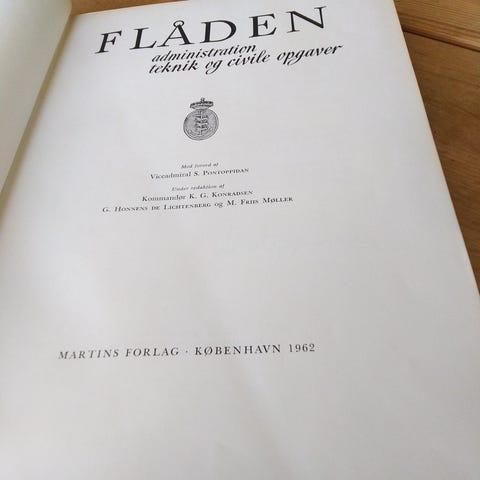 FLÅDEN
administration
teknik og civile opgaver
Med forord af
Viceadmiral S. PONTOPPIDAN
Under redaktion af
Kommandør K. G. KONRADSEN
G. HONNENS DE LICHTENBERG og M. FRIIS MØLLER
MARTINS FORLAG · KØBENHAVN 1962